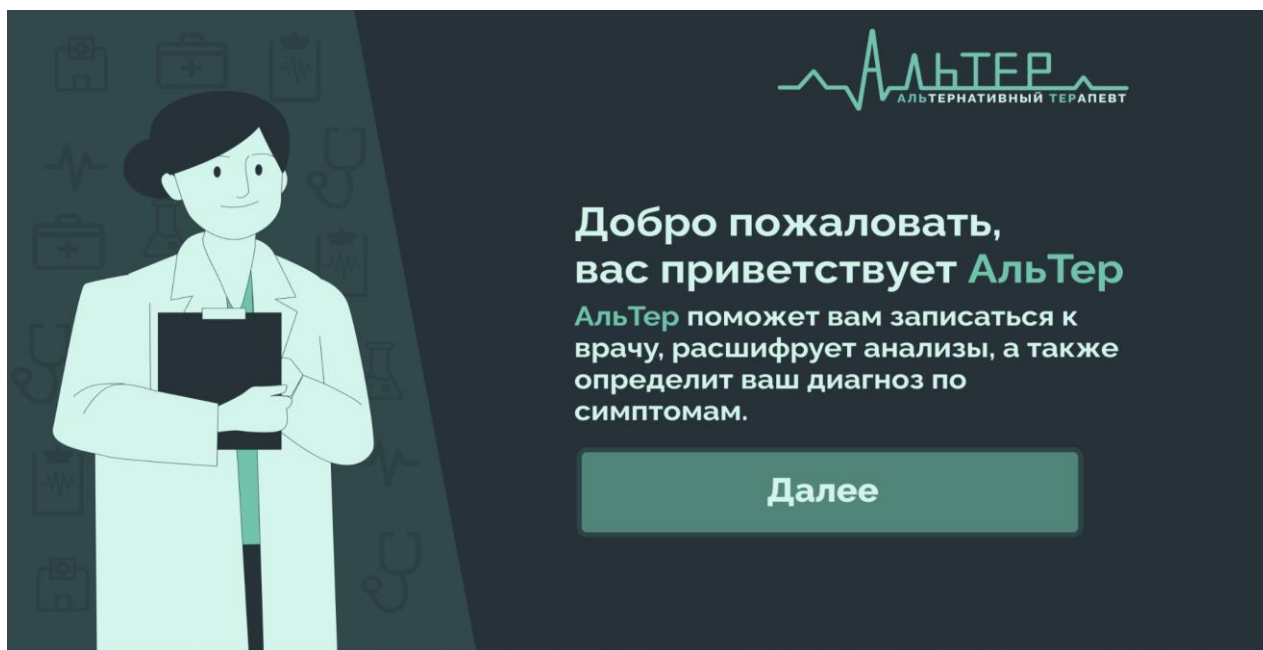 АЛЬТЕР
АЛЬТЕРНАТИВНЫЙ ТЕРАПЕВТ
Добро пожаловать,
вас приветствует АльТер
АльТер поможет вам записаться к
врачу, расшифрует анализы, а также
определит ваш диагноз по
симптомам.
Далее